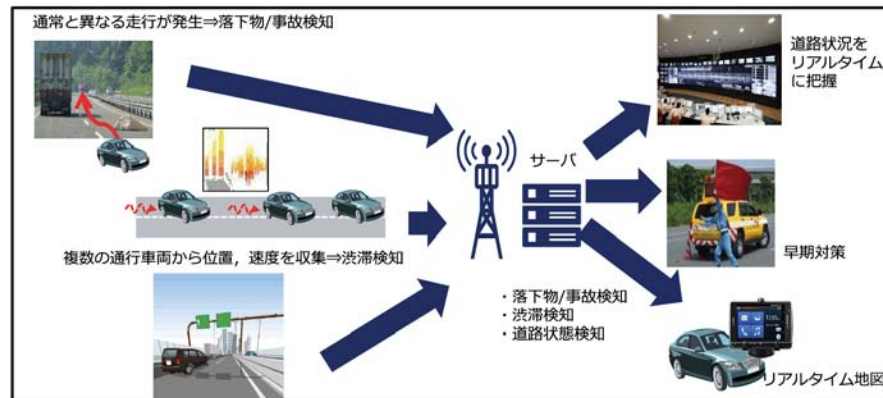 通常と異なる走行が発生⇒落下物/事故検知
複数の通行車両から位置，速度を収集⇒渋滞検知
サーバ
・落下物/事故検知
・渋滞検知
・道路状態検知
道路状況を
リアルタイム
に把握
早期対策
リアルタイム地図